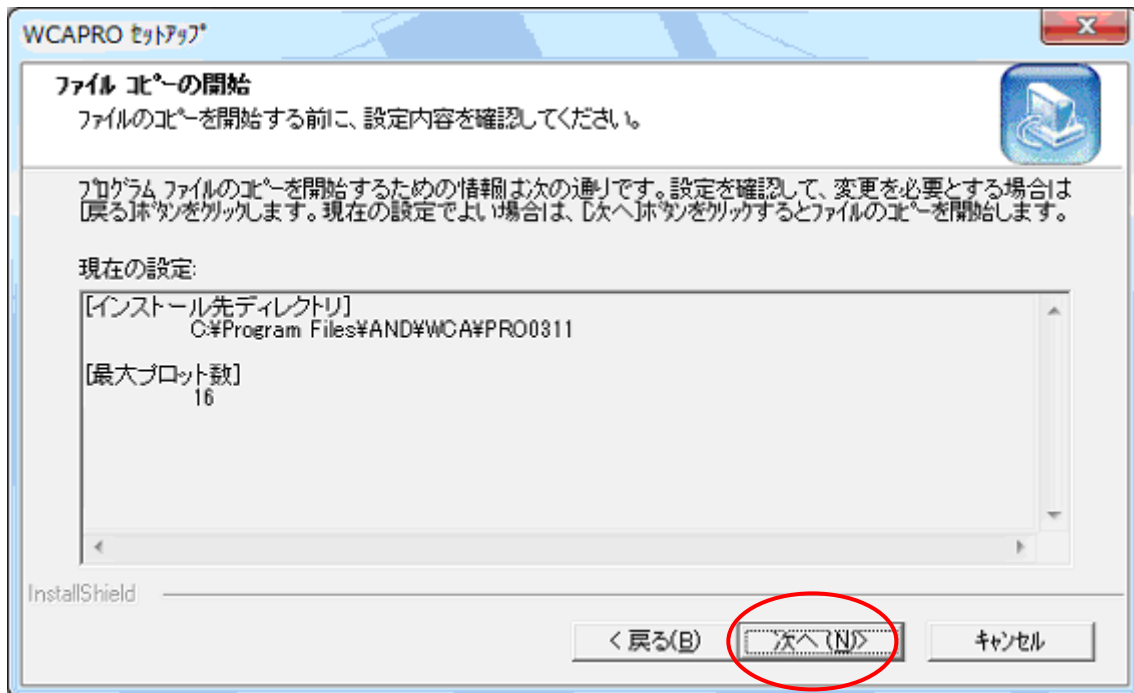 WCAPRO ｾｯﾄｱｯﾌﾟ
ﾌｧｲﾙ ｺﾋﾟｰの開始
ﾌｧｲﾙのｺﾋﾟｰを開始する前に、設定内容を確認してください。
ﾌﾟﾛｸﾞﾗﾑ ﾌｧｲﾙのｺﾋﾟｰを開始するための情報は次の通りです。設定を確認して、変更を必要とする場合は
[戻る]ﾎﾞﾀﾝをｸﾘｯｸします。現在の設定でよい場合は、[次へ]ﾎﾞﾀﾝをｸﾘｯｸするとﾌｧｲﾙのｺﾋﾟｰを開始します。
現在の設定:
[インストール先ディレクトリ]
C:¥Program Files¥AND¥WCA¥PRO0311
[最大プロット数]
16
InstallShield
< 戻る(B) 次へ (N)> ｷｬﾝｾﾙ